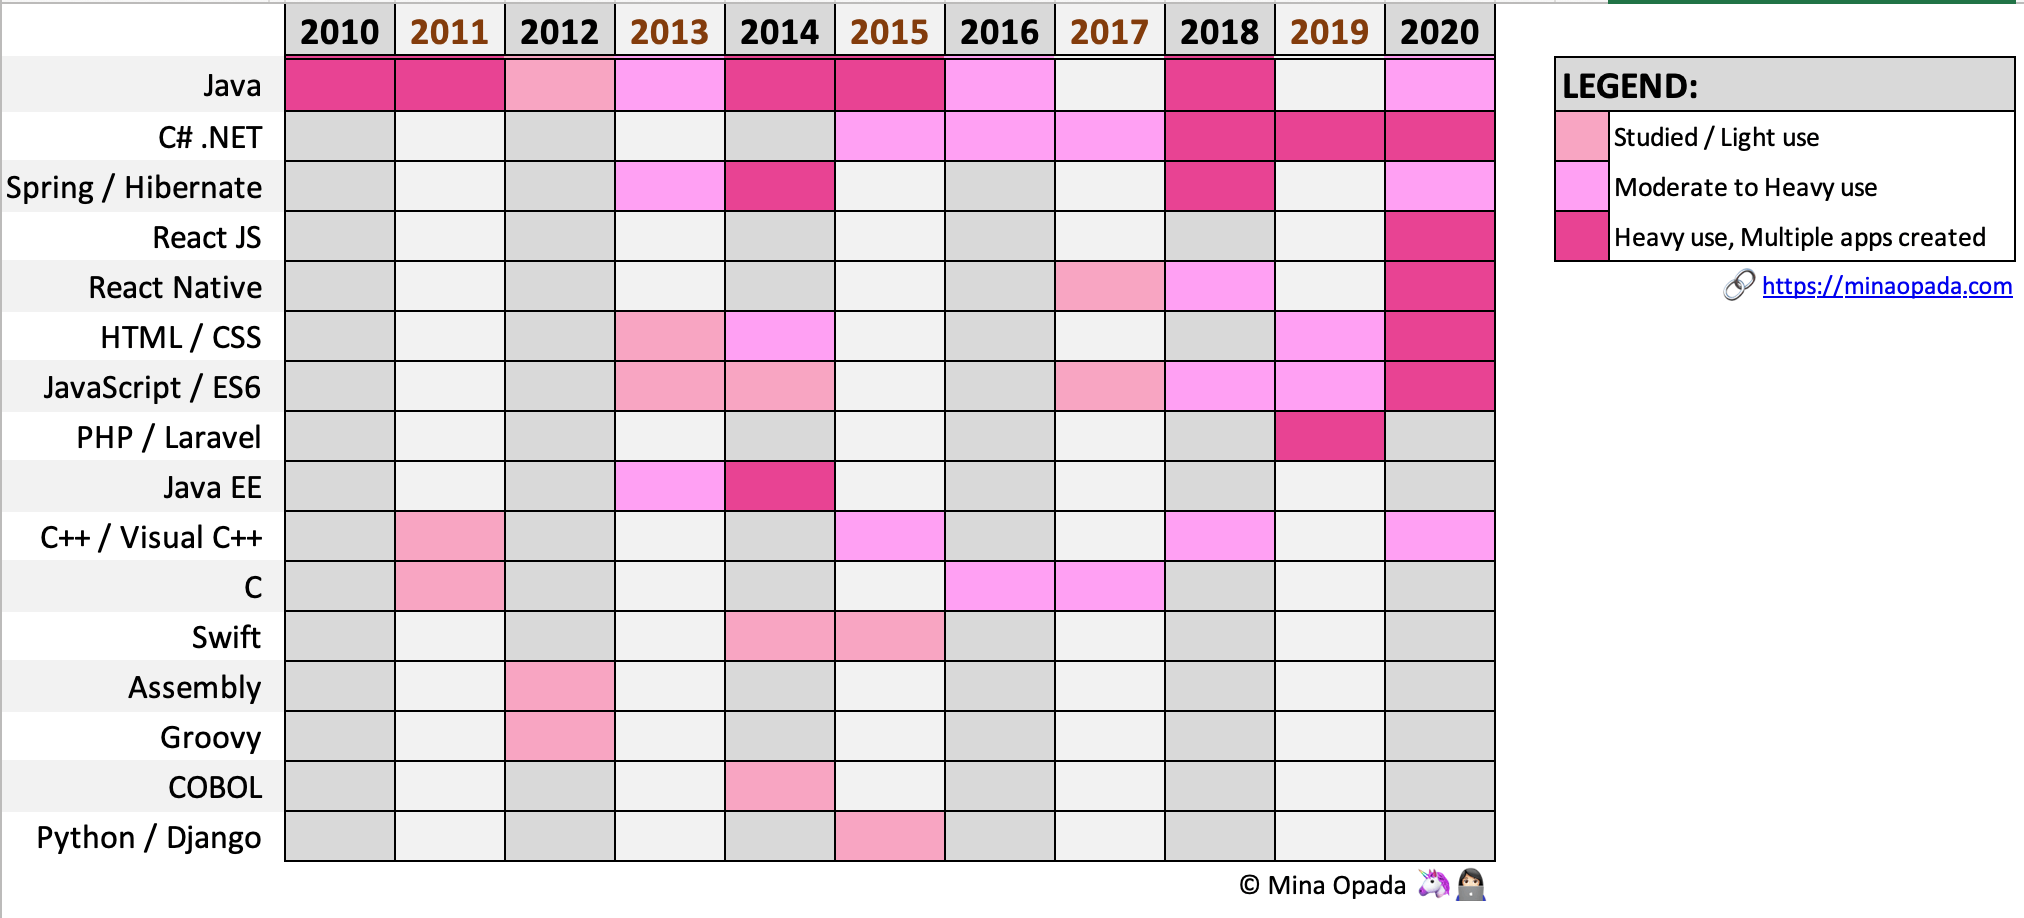 2010 2011 2012 2013 2014 2015 2016 2017 2018 2019 2020
Java
C# .NET
Spring / Hibernate
React JS
React Native
HTML / CSS
JavaScript / ES6
PHP / Laravel
Java EE
C++ / Visual C++
C
Swift
Assembly
Groovy
COBOL
Python / Django
LEGEND:
Studied / Light use
Moderate to Heavy use
Heavy use, Multiple apps created
https://minaopada.com
© Mina Opada